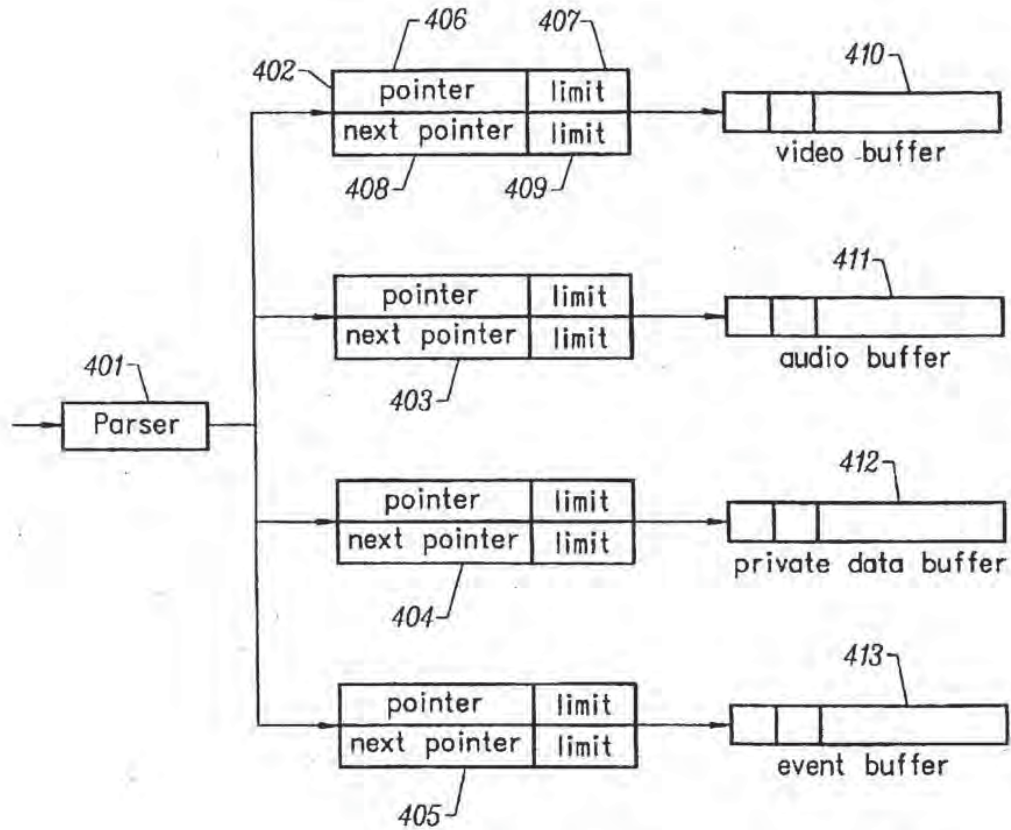 406 407 410
402
pointer limit
next pointer limit
video buffer
408 409
411
pointer limit
next pointer limit
audio buffer
401
403
Parser
412
pointer limit
next pointer limit
private data buffer
404
413
pointer limit
next pointer limit
event buffer
405